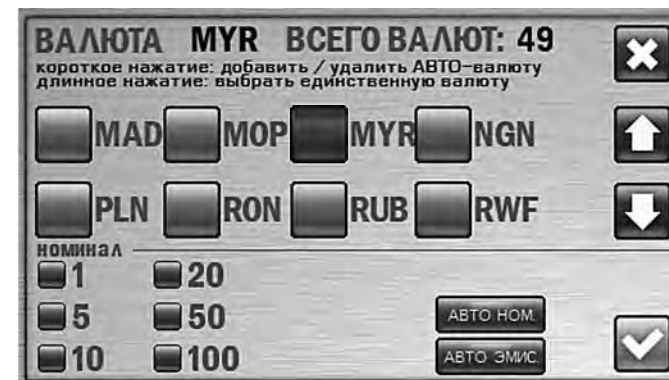 ВАЛЮТА MYR ВСЕГО ВАЛЮТ: 49
короткое нажатие: добавить / удалить АВТО-валюту
длинное нажатие: выбрать единственную валюту
MAD MOP MYR NGN
PLN RON RUB RWF
номинал
1 20
5 50 АВТО НОМ.
10 100 АВТО ЭМИС.